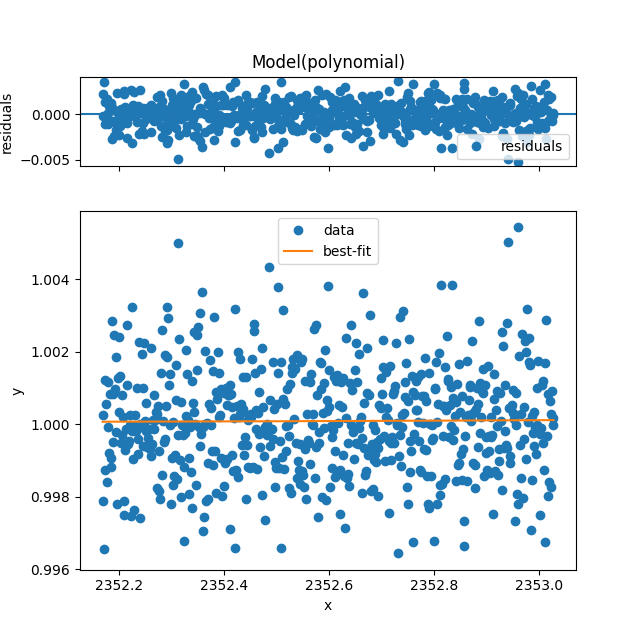 Model(polynomial)
residuals
0.000
−0.005
residuals
data
best-fit
y
1.004
1.002
1.000
0.998
0.996
2352.2 2352.4 2352.6 2352.8 2353.0
x